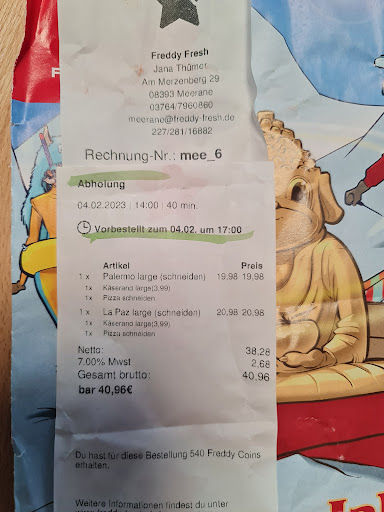 Freddy Fresh
Jana Thümer
Am Merzenberg 29
08393 Meerane
03764/7960860
meerane@freddy-fresh.de
227/281/16882
Rechnung-Nr.: mee_6
Abholung
04.02.2023 | 14:00 | 40 min.
Vorbestellt zum 04.02. um 17:00
Artikel Preis
1 x Palermo large (schneiden) 19,98 19,98
1x Käserand large(3,99)
1x Pizza schneiden
1 x La Paz large (schneiden) 20,98 20,98
1x Käserand large(3,99)
1x Pizza schneiden
Netto: 38,28
7,00% Mwst 2,68
Gesamt brutto: 40,96
bar 40,96€
Du hast für diese Bestellung 540 Freddy Coins
erhalten.
Weitere Informationen findest du unter